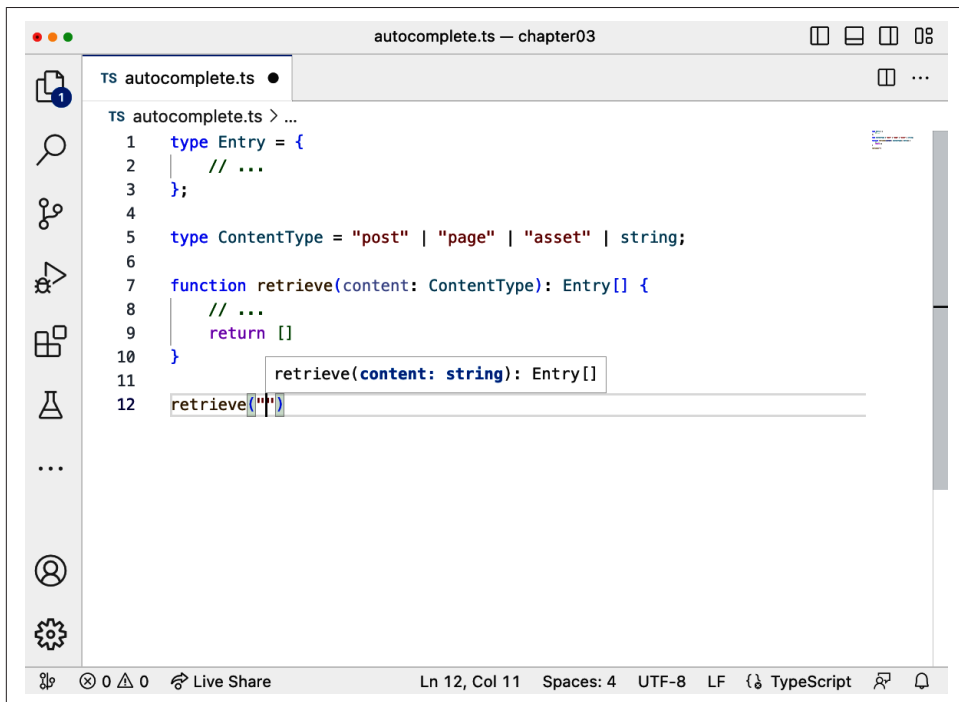 autocomplete.ts — chapter03
TS autocomplete.ts ●
1
TS autocomplete.ts > ...
1 type Entry = {
2 // ...
3 };
4
5 type ContentType = "post" | "page" | "asset" | string;
6
7 function retrieve(content: ContentType): Entry[] {
8 // ...
9 return []
10 }
11
retrieve(content: string): Entry[]
12 retrieve("")
0 0 Live Share Ln 12, Col 11 Spaces: 4 UTF-8 LF TypeScript